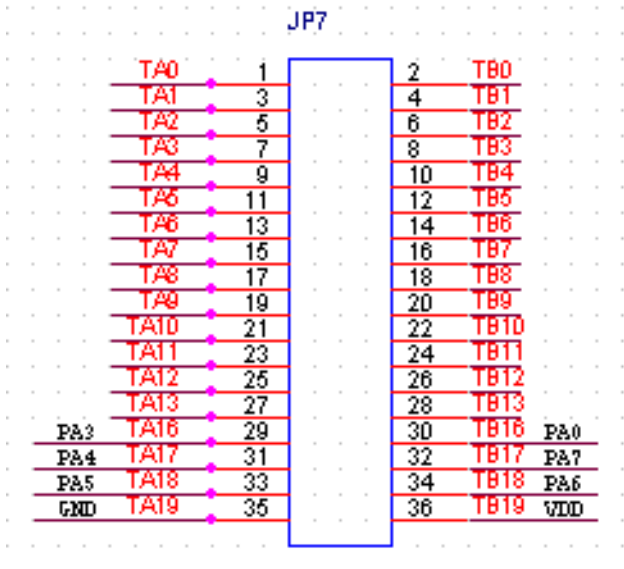 JP7
TA0 1 2 TB0
TA1 3 4 TB1
TA2 5 6 TB2
TA3 7 8 TB3
TA4 9 10 TB4
TA5 11 12 TB5
TA6 13 14 TB6
TA7 15 16 TB7
TA8 17 18 TB8
TA9 19 20 TB9
TA10 21 22 TB10
TA11 23 24 TB11
TA12 25 26 TB12
TA13 27 28 TB13
PA3 TA16 29 30 TB16 PA0
PA4 TA17 31 32 TB17 PA7
PA5 TA18 33 34 TB18 PA6
GND TA19 35 36 TB19 VDD